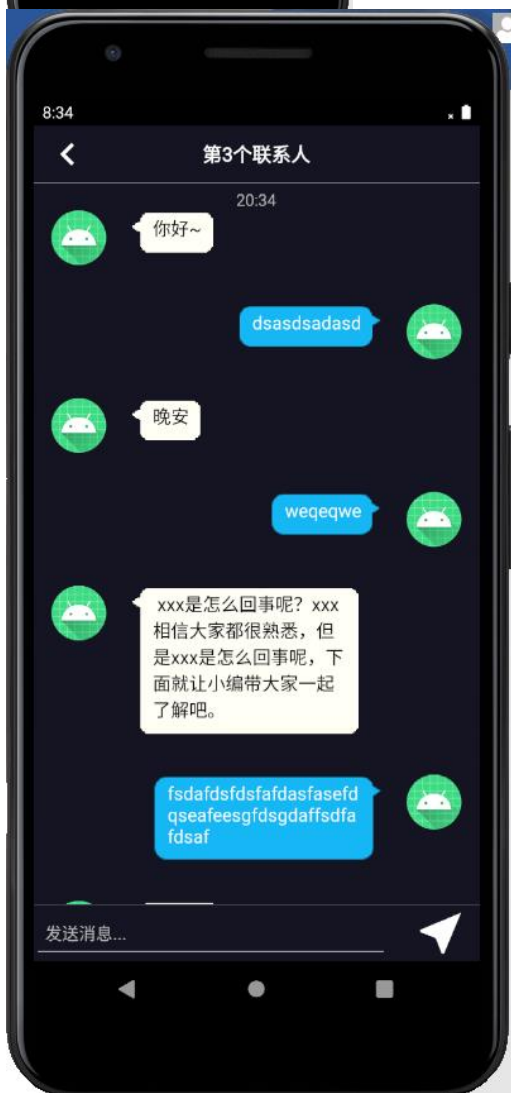 8:34
第3个联系人
20:34
你好~
dsasdsadasd
晚安
weqeqwe
xxx是怎么回事呢？xxx
相信大家都很熟悉，但
是xxx是怎么回事呢，下
面就让小编带大家一起
了解吧。
fsdafdsfdsfafdasfasefd
qseafeesgfdsgdaffsdfa
fdsaf
发送消息...